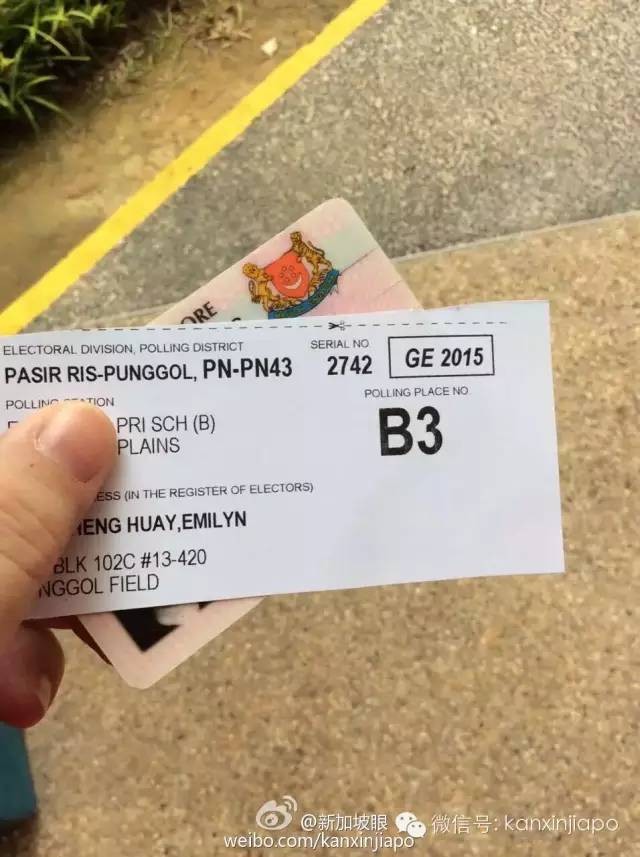 ORE
ELECTORAL DIVISION, POLLING DISTRICT
PASIR RIS-PUNGGOL, PN-PN43
SERIAL NO
2742
GE 2015
POLLING STATION
PRI SCH (B)
PLAINS
POLLING PLACE NO.
B3
ESS (IN THE REGISTER OF ELECTORS)
HENG HUAY,EMILYN
BLK 102C #13-420
NGGOL FIELD
@新加坡眼
微信号: kanxinjiapo
weibo.com/kanxinjiapo